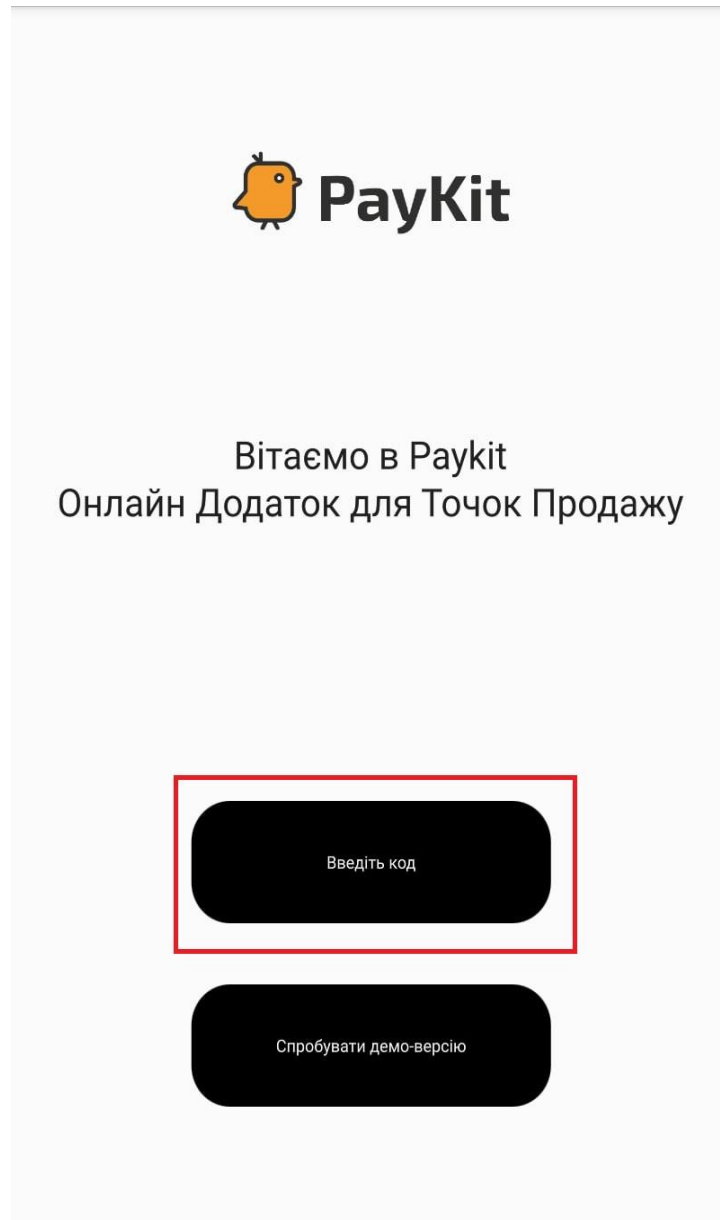 PayKit
Вітаємо в Paykit
Онлайн Додаток для Точок Продажу
Введіть код
Спробувати демо-версію